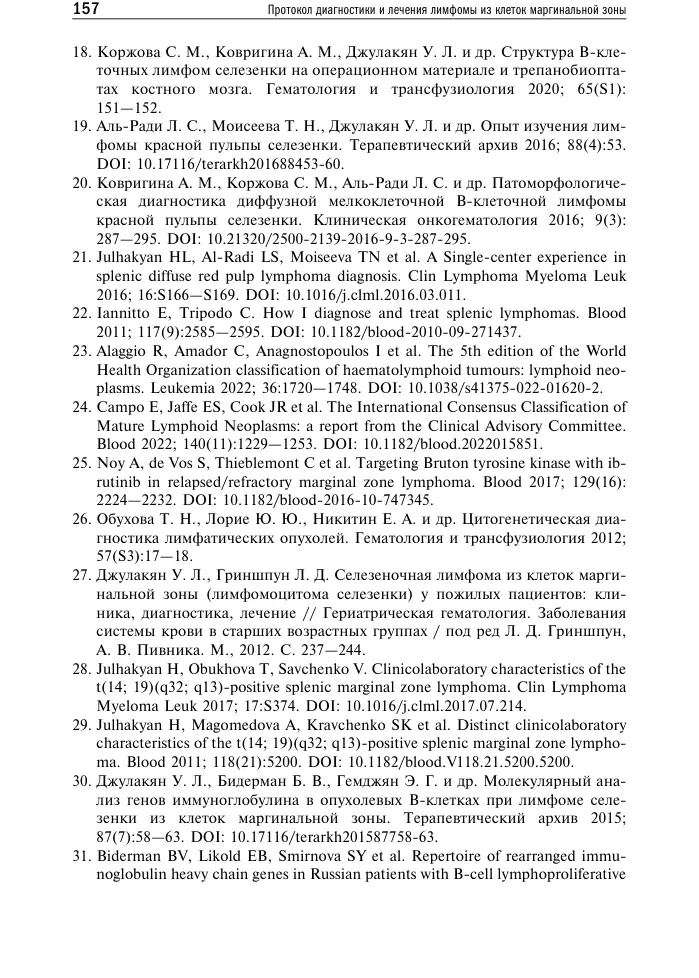 157
Протокол диагностики и лечения лимфомы из клеток маргинальной зоны
18. Коржова С. М., Ковригина А. М., Джулакян У. Л. и др. Структура В-кле-
точных лимфом селезенки на операционном материале и трепанобиопта-
тах костного мозга. Гематология и трансфузиология 2020; 65(S1):
151—152.
19. Аль-Ради Л. С., Моисеева Т. Н., Джулакян У. Л. и др. Опыт изучения лим-
фомы красной пульпы селезенки. Терапевтический архив 2016; 88(4):53.
DOI: 10.17116/terarkh201688453-60.
20. Ковригина А. М., Коржова С. М., Аль-Ради Л. С. и др. Патоморфологиче-
ская диагностика диффузной мелкоклеточной В-клеточной лимфомы
красной пульпы селезенки. Клиническая онкогематология 2016; 9(3):
287—295. DOI: 10.21320/2500-2139-2016-9-3-287-295.
21. Julhakyan HL, Al-Radi LS, Moiseeva TN et al. A Single-center experience in
splenic diffuse red pulp lymphoma diagnosis. Clin Lymphoma Myeloma Leuk
2016; 16:S166—S169. DOI: 10.1016/j.clml.2016.03.011.
22. Iannitto E, Tripodo C. How I diagnose and treat splenic lymphomas. Blood
2011; 117(9):2585—2595. DOI: 10.1182/blood-2010-09-271437.
23. Alaggio R, Amador C, Anagnostopoulos I et al. The 5th edition of the World
Health Organization classification of haematolymphoid tumours: lymphoid neo-
plasms. Leukemia 2022; 36:1720—1748. DOI: 10.1038/s41375-022-01620-2.
24. Campo E, Jaffe ES, Cook JR et al. The International Consensus Classification of
Mature Lymphoid Neoplasms: a report from the Clinical Advisory Committee.
Blood 2022; 140(11):1229—1253. DOI: 10.1182/blood.2022015851.
25. Noy A, de Vos S, Thieblemont C et al. Targeting Bruton tyrosine kinase with ib-
rutinib in relapsed/refractory marginal zone lymphoma. Blood 2017; 129(16):
2224—2232. DOI: 10.1182/blood-2016-10-747345.
26. Обухова Т. Н., Лорие Ю. Ю., Никитин Е. А. и др. Цитогенетическая диа-
гностика лимфатических опухолей. Гематология и трансфузиология 2012;
57(S3):17—18.
27. Джулакян У. Л., Гриншпун Л. Д. Селезеночная лимфома из клеток марги-
нальной зоны (лимфомоцитома селезенки) у пожилых пациентов: кли-
ника, диагностика, лечение // Гериатрическая гематология. Заболевания
системы крови в старших возрастных группах / под ред Л. Д. Гриншпун,
А. В. Пивника. М., 2012. С. 237—244.
28. Julhakyan H, Obukhova T, Savchenko V. Clinicolaboratory characteristics of the
t(14; 19)(q32; q13)-positive splenic marginal zone lymphoma. Clin Lymphoma
Myeloma Leuk 2017; 17:S374. DOI: 10.1016/j.clml.2017.07.214.
29. Julhakyan H, Magomedova A, Kravchenko SK et al. Distinct clinicolaboratory
characteristics of the t(14; 19)(q32; q13)-positive splenic marginal zone lympho-
ma. Blood 2011; 118(21):5200. DOI: 10.1182/blood.V118.21.5200.5200.
30. Джулакян У. Л., Бидерман Б. В., Гемджян Э. Г. и др. Молекулярный ана-
лиз генов иммуноглобулина в опухолевых В-клетках при лимфоме селе-
зенки из клеток маргинальной зоны. Терапевтический архив 2015;
87(7):58—63. DOI: 10.17116/terarkh201587758-63.
31. Biderman BV, Likold EB, Smirnova SY et al. Repertoire of rearranged immu-
noglobulin heavy chain genes in Russian patients with B-cell lymphoproliferative